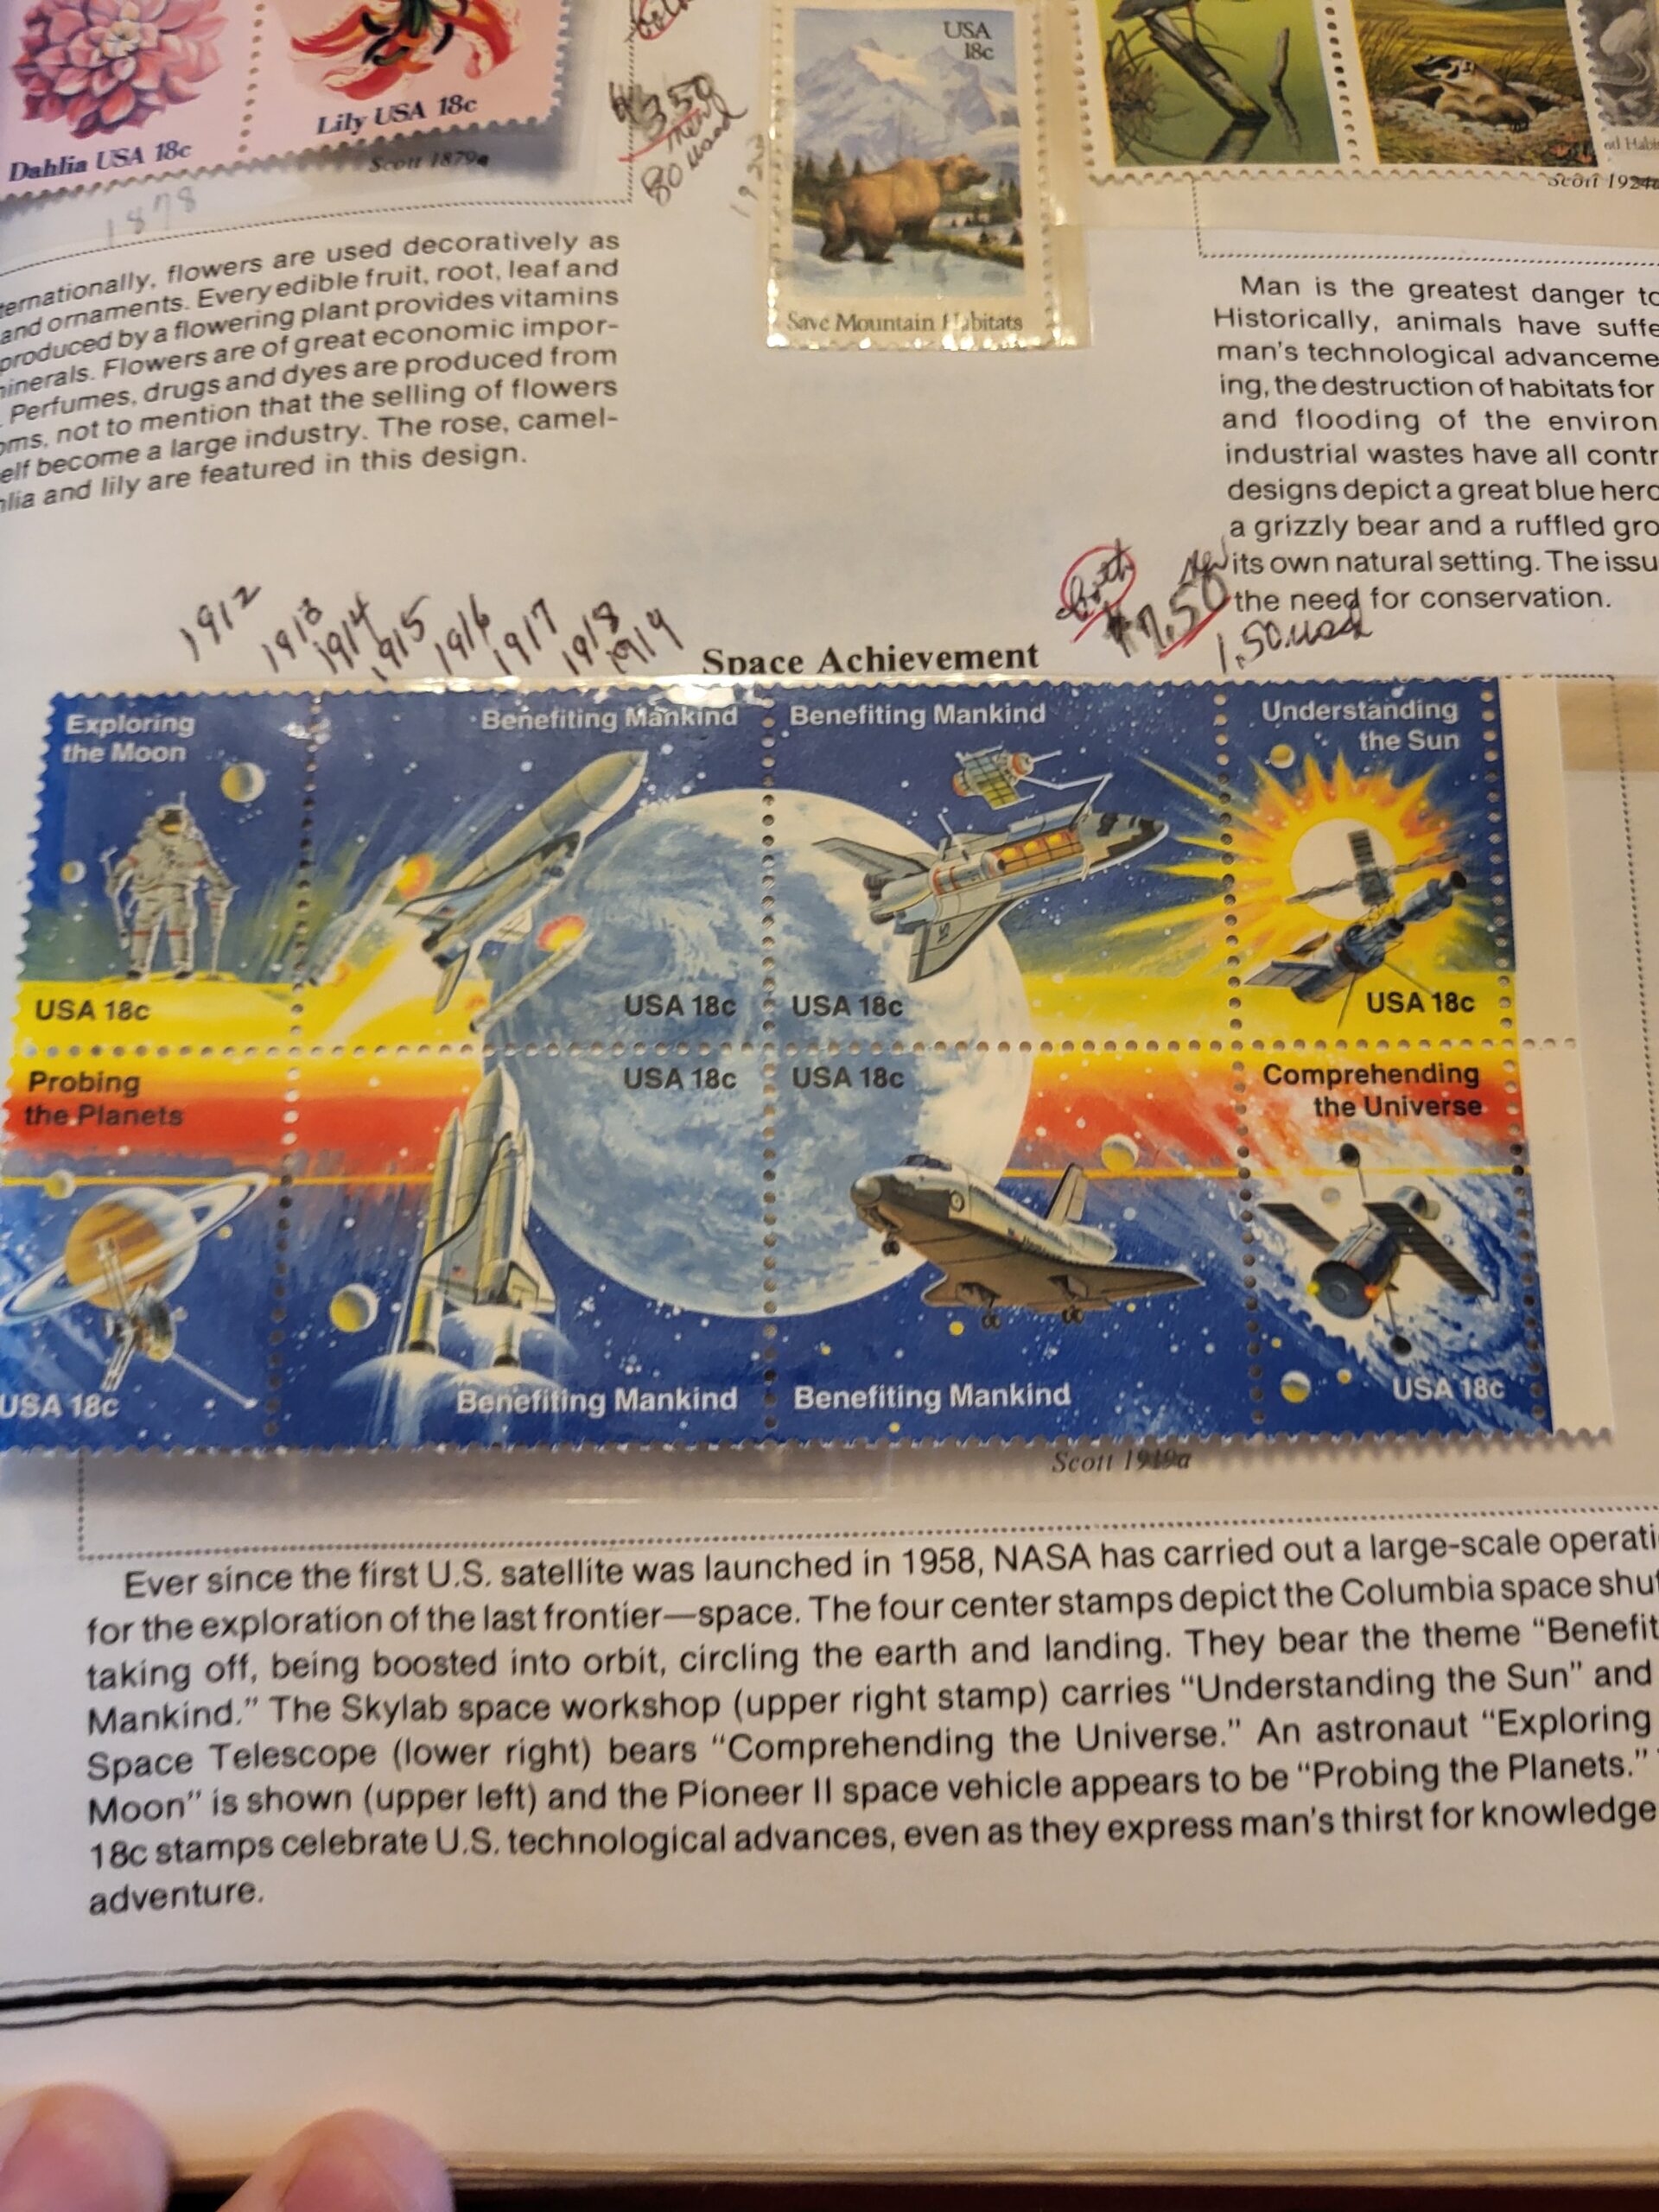 Dahlia USA 18c
Lily USA 18c
Scott 1879a
1878
$3.50
new
80 used
USA
18c
Save Mountain Habitats
Scott 1924a
ternationally, flowers are used decoratively as
and ornaments. Every edible fruit, root, leaf and
produced by a flowering plant provides vitamins
inerals. Flowers are of great economic impor-
. Perfumes, drugs and dyes are produced from
oms, not to mention that the selling of flowers
elf become a large industry. The rose, camel-
hlia and lily are featured in this design.
Man is the greatest danger to
Historically, animals have suffe
man's technological advanceme
ing, the destruction of habitats for
and flooding of the environ
industrial wastes have all contr
designs depict a great blue hero
a grizzly bear and a ruffled gro
its own natural setting. The issu
the need for conservation.
1912
1913
1914
1915
1916
1917
1918
1919
both
$7.50
new
1.50 used
Space Achievement
Exploring
the Moon
USA 18c
Benefiting Mankind
USA 18c
Benefiting Mankind
USA 18c
Understanding
the Sun
USA 18c
Probing
the Planets
USA 18c
USA 18c
Benefiting Mankind
USA 18c
Benefiting Mankind
Comprehending
the Universe
USA 18c
Scott 1919a
Ever since the first U.S. satellite was launched in 1958, NASA has carried out a large-scale operati
for the exploration of the last frontier—space. The four center stamps depict the Columbia space shut
taking off, being boosted into orbit, circling the earth and landing. They bear the theme “Benefit
Mankind.” The Skylab space workshop (upper right stamp) carries “Understanding the Sun” and
Space Telescope (lower right) bears “Comprehending the Universe.” An astronaut “Exploring
Moon” is shown (upper left) and the Pioneer II space vehicle appears to be “Probing the Planets.”
18c stamps celebrate U.S. technological advances, even as they express man's thirst for knowledge
adventure.